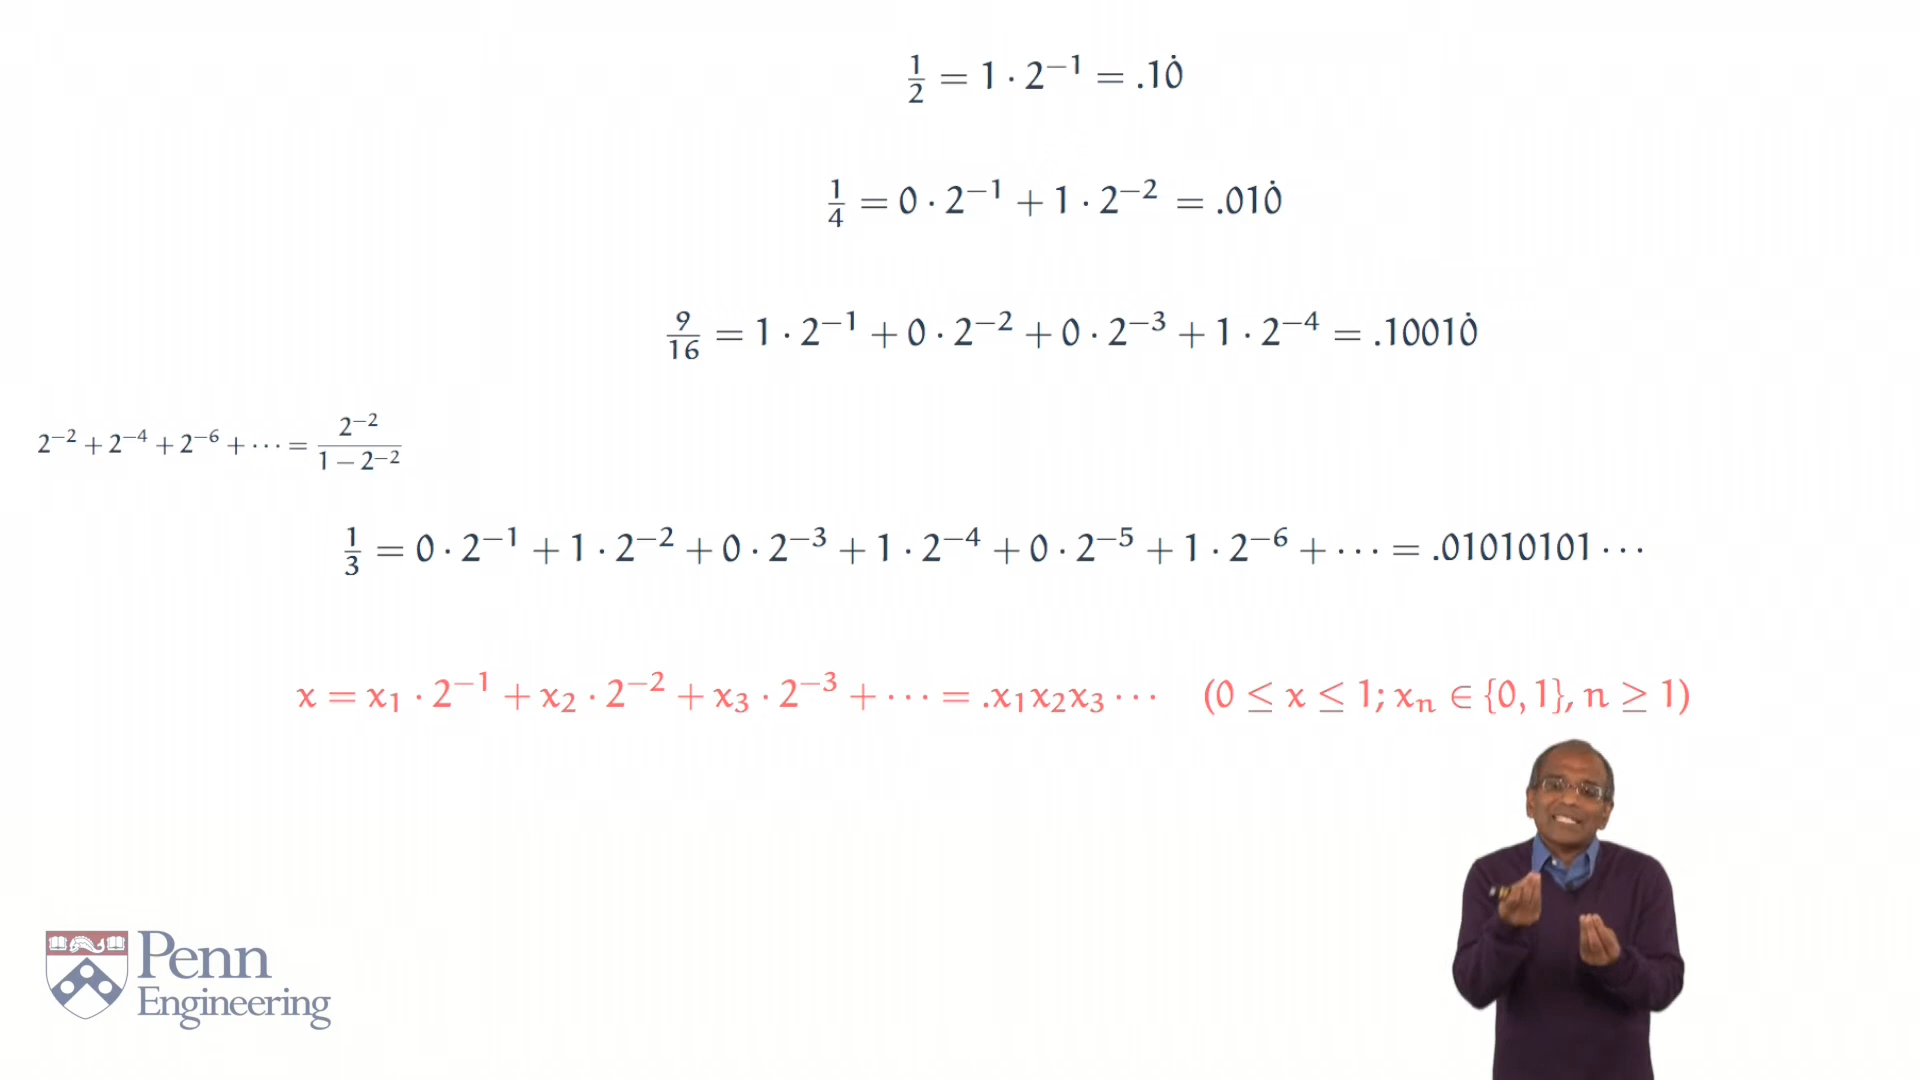 ½ = 1 · 2⁻¹ = .10̇
¼ = 0 · 2⁻¹ + 1 · 2⁻² = .010̇
9/16 = 1 · 2⁻¹ + 0 · 2⁻² + 0 · 2⁻³ + 1 · 2⁻⁴ = .10010̇
2⁻² + 2⁻⁴ + 2⁻⁶ + ··· = 2⁻² / (1 − 2⁻²)
⅓ = 0 · 2⁻¹ + 1 · 2⁻² + 0 · 2⁻³ + 1 · 2⁻⁴ + 0 · 2⁻⁵ + 1 · 2⁻⁶ + ··· = .01010101 ···
x = x₁ · 2⁻¹ + x₂ · 2⁻² + x₃ · 2⁻³ + ··· = .x₁x₂x₃ ··· (0 ≤ x ≤ 1; xₙ ∈ {0, 1}, n ≥ 1)
Penn
Engineering